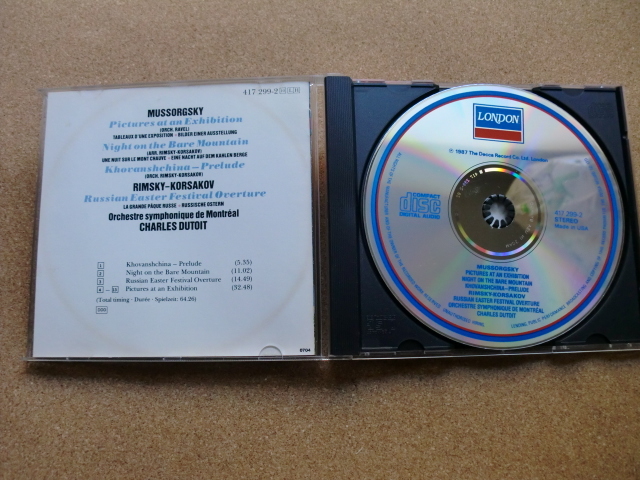 417 299-2
MUSSORGSKY
Pictures at an Exhibition
(ORCH. RAVEL)
TABLEAUX D'UNE EXPOSITION · BILDER EINER AUSSTELLUNG
Night on the Bare Mountain
(ARR. RIMSKY-KORSAKOV)
UNE NUIT SUR LE MONT CHAUVE · EINE NACHT AUF DEM KAHLEN BERGE
Khovanshchina – Prelude
(ORCH. RIMSKY-KORSAKOV)
RIMSKY-KORSAKOV
Russian Easter Festival Overture
LA GRANDE PÂQUE RUSSE · RUSSISCHE OSTERN
Orchestre symphonique de Montréal
CHARLES DUTOIT
1 Khovanshchina – Prelude (5.35)
2 Night on the Bare Mountain (11.02)
3 Russian Easter Festival Overture (14.49)
4 – Pictures at an Exhibition (32.48)
(Total timing · Durée · Spielzeit: 64.26)
DDD
9704
LONDON
℗ 1987 The Decca Record Co. Ltd. London
COMPACT
disc
DIGITAL AUDIO
417 299-2
STEREO
Made in USA
MUSSORGSKY
PICTURES AT AN EXHIBITION
NIGHT ON THE BARE MOUNTAIN
KHOVANSHCHINA–PRELUDE
RIMSKY-KORSAKOV
RUSSIAN EASTER FESTIVAL OVERTURE
ORCHESTRE SYMPHONIQUE DE MONTRÉAL
CHARLES DUTOIT